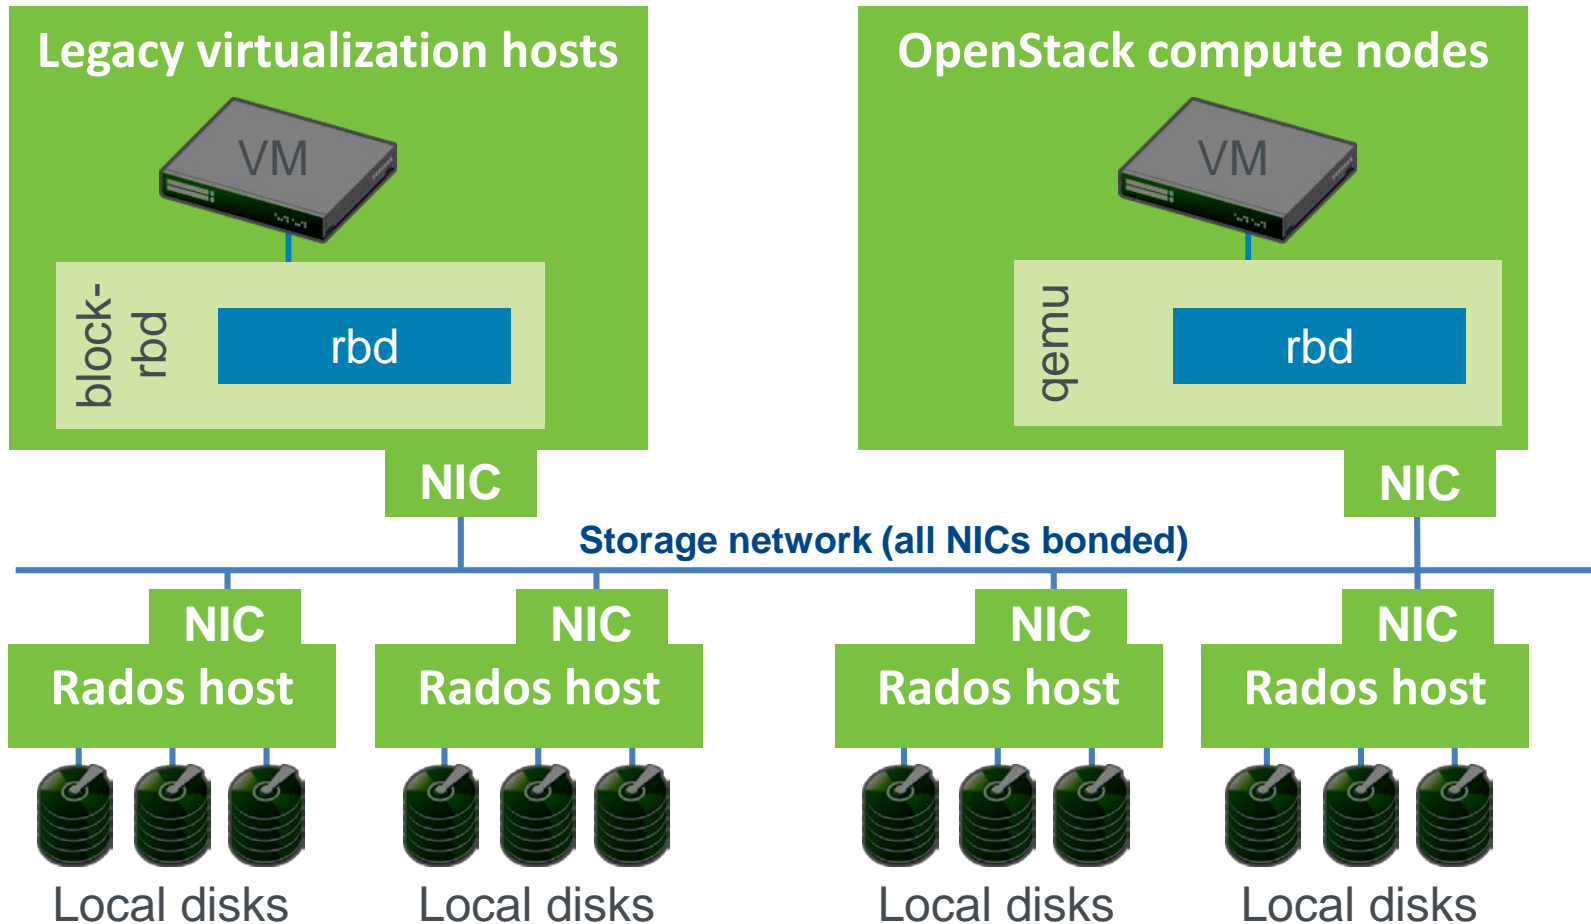 Legacy virtualization hosts
VM
block-
rbd
rbd
NIC
OpenStack compute nodes
VM
qemu
rbd
NIC
Storage network (all NICs bonded)
NIC
Rados host
Local disks
NIC
Rados host
Local disks
NIC
Rados host
Local disks
NIC
Rados host
Local disks